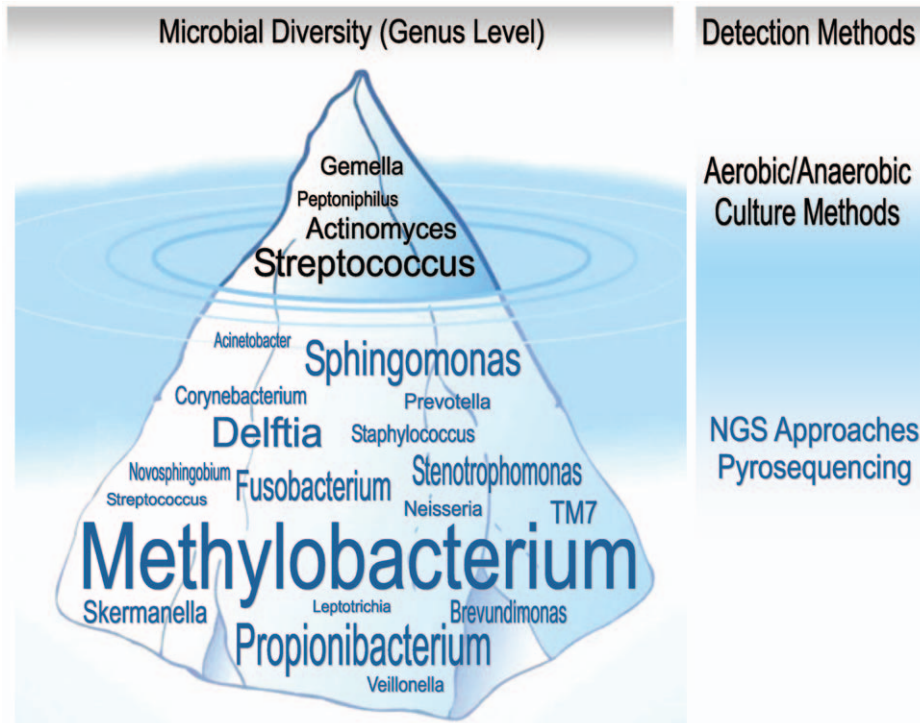 Microbial Diversity (Genus Level)
Detection Methods
Gemella
Peptoniphilus
Actinomyces
Streptococcus
Aerobic/Anaerobic
Culture Methods
Acinetobacter
Sphingomonas
Corynebacterium
Prevotella
Delftia
Staphylococcus
Novosphingobium
Stenotrophomonas
Streptococcus
Fusobacterium
Neisseria
TM7
NGS Approaches
Pyrosequencing
Methylobacterium
Skermanella
Leptotrichia
Brevundimonas
Propionibacterium
Veillonella